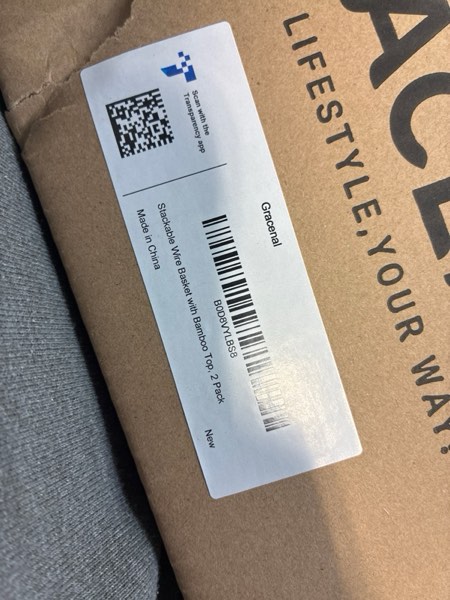 Scan with the
Transparency app
Gracenal
B0D8VYLBS8
Stackable Wire Basket with Bamboo Top, 2 Pack
New
Made in China
LIFESTYLE,YOUR WAY!